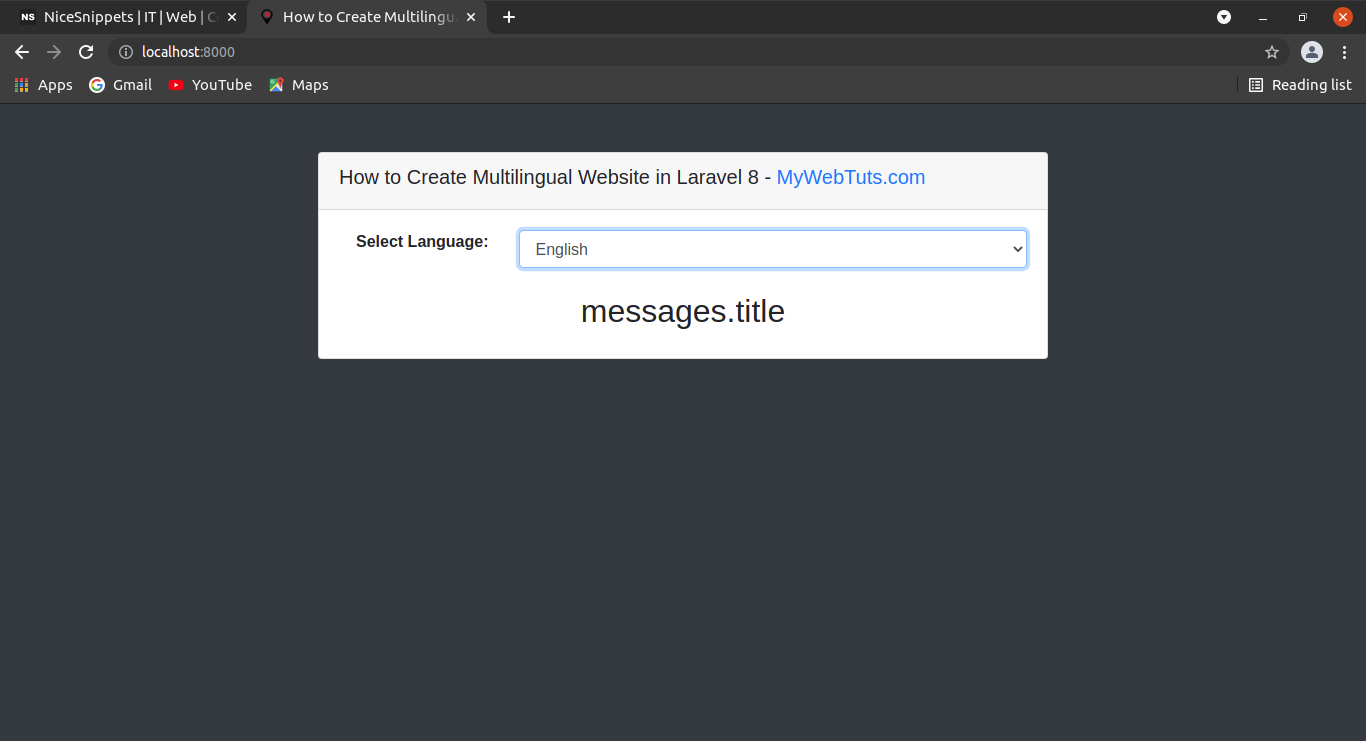 NS NiceSnippets | IT | Web | C
How to Create Multilingu
localhost:8000
Apps Gmail YouTube Maps Reading list
How to Create Multilingual Website in Laravel 8 - MyWebTuts.com
Select Language: English
messages.title